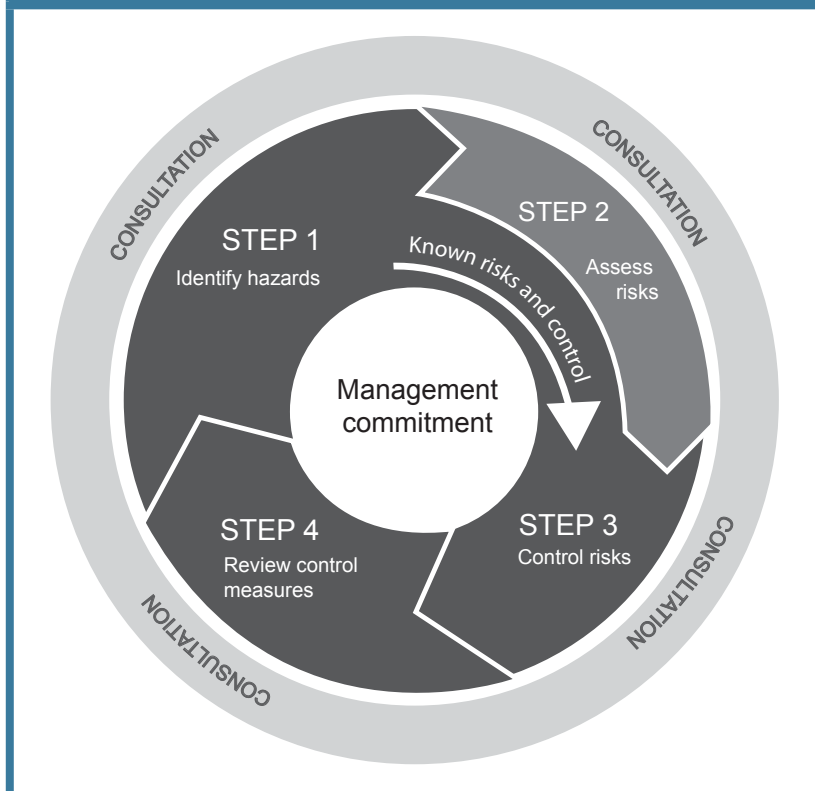 CONSULTATION
CONSULTATION
STEP 1
Identify hazards
STEP 2
Assess
risks
Known risks and control
Management
commitment
STEP 3
Control risks
STEP 4
Review control
measures
CONSULTATION
CONSULTATION